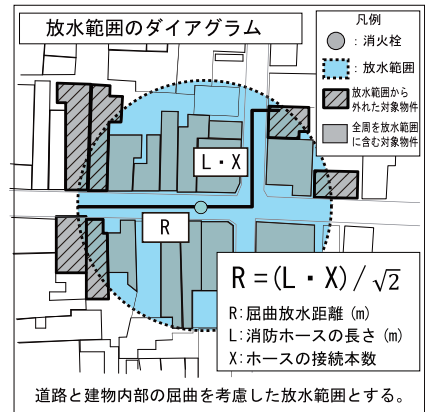 放水範囲のダイアグラム
凡例
：消火栓
：放水範囲
放水範囲から
外れた対象物件
全周を放水範囲
に含む対象物件
L・X
R
R＝(L・X)/√2
R：屈曲放水距離(m)
L：消防ホースの長さ(m)
X：ホースの接続本数
道路と建物内部の屈曲を考慮した放水範囲とする。